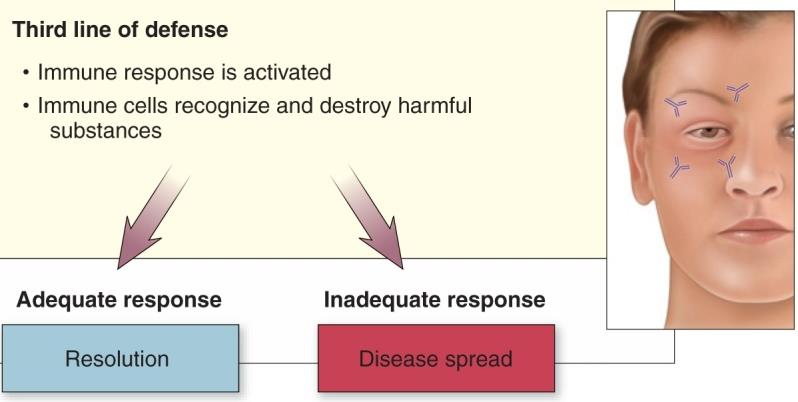 Third line of defense
• Immune response is activated
• Immune cells recognize and destroy harmful
substances
Adequate response
Inadequate response
Resolution
Disease spread